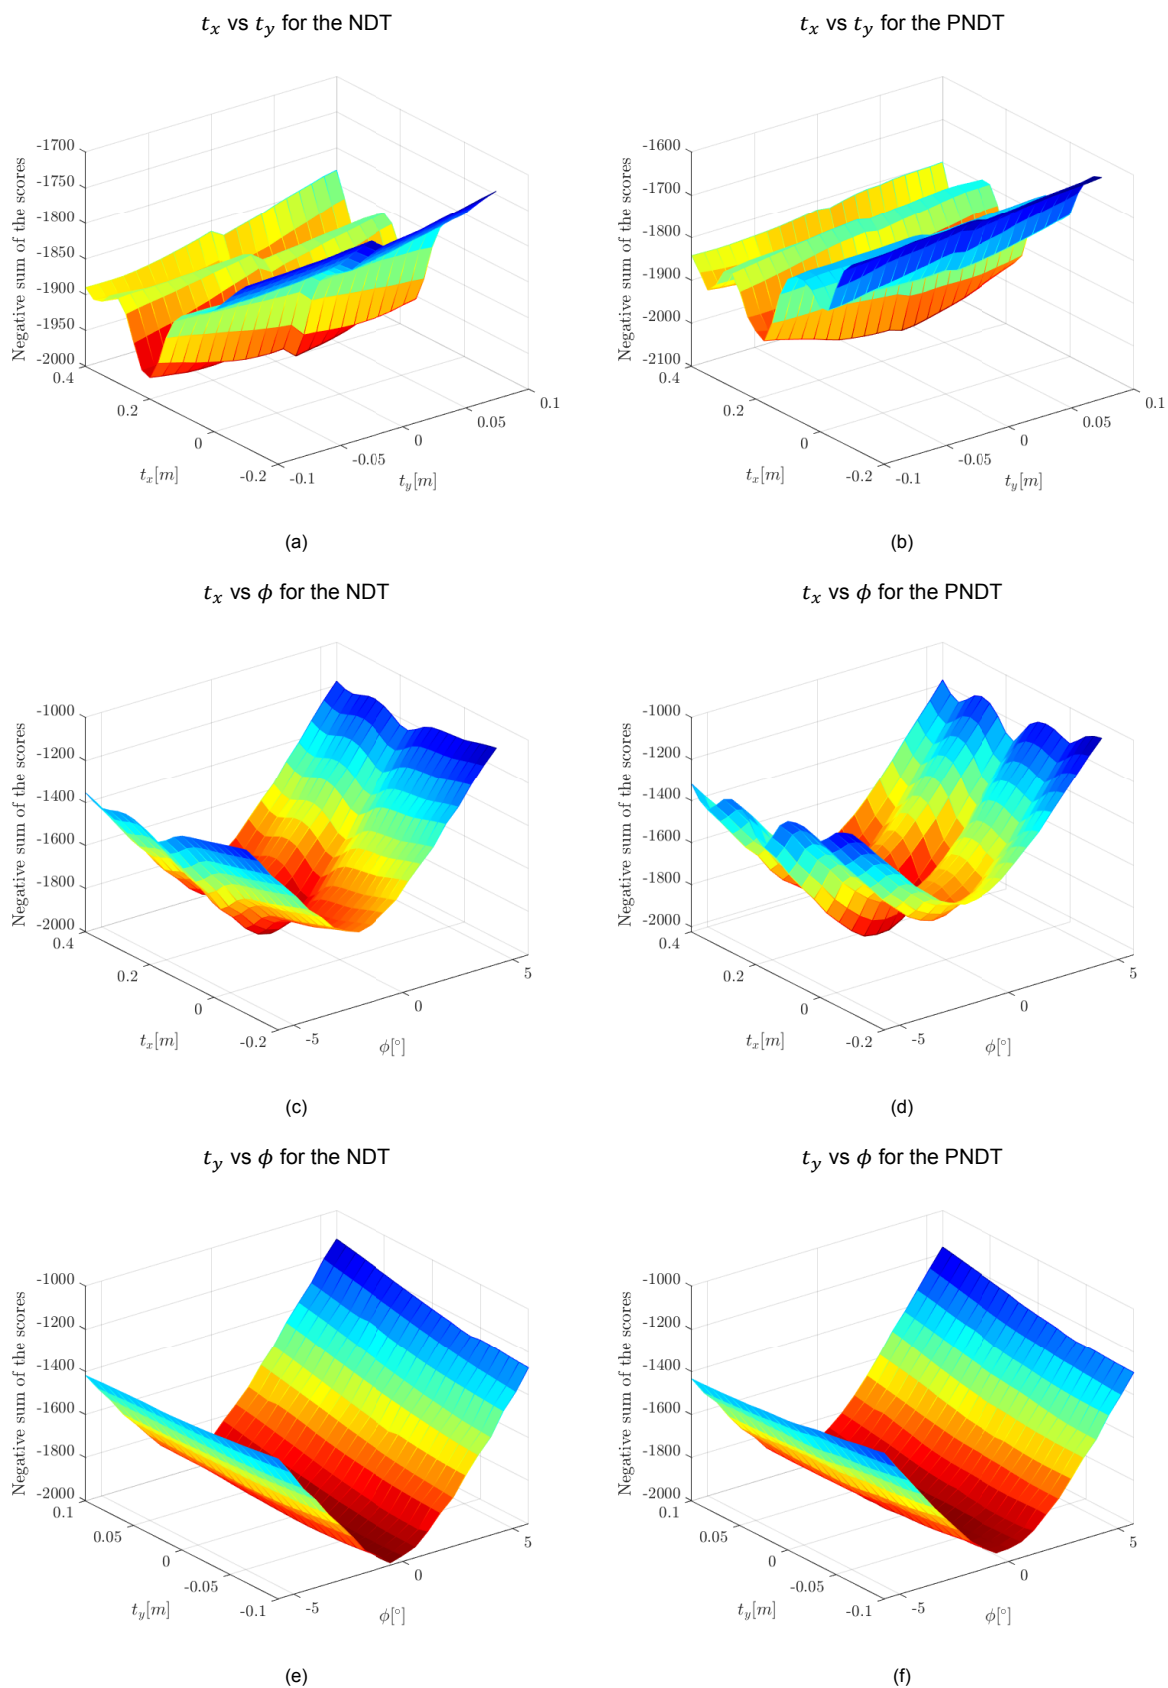 t_x vs t_y for the NDT
t_x vs t_y for the PNDT
Negative sum of the scores
-1700
-1750
-1800
-1850
-1900
-1950
-2000
0.4
0.2
0
-0.2
t_x[m]
-0.1
-0.05
0
0.05
0.1
t_y[m]
(a)
Negative sum of the scores
-1600
-1700
-1800
-1900
-2000
-2100
0.4
0.2
0
-0.2
t_x[m]
-0.1
-0.05
0
0.05
0.1
t_y[m]
(b)
t_x vs ϕ for the NDT
t_x vs ϕ for the PNDT
Negative sum of the scores
-1000
-1200
-1400
-1600
-1800
-2000
0.4
0.2
0
-0.2
t_x[m]
-5
0
5
ϕ[°]
(c)
Negative sum of the scores
-1000
-1200
-1400
-1600
-1800
-2000
0.4
0.2
0
-0.2
t_x[m]
-5
0
5
ϕ[°]
(d)
t_y vs ϕ for the NDT
t_y vs ϕ for the PNDT
Negative sum of the scores
-1000
-1200
-1400
-1600
-1800
-2000
0.1
0.05
0
-0.05
-0.1
t_y[m]
-5
0
5
ϕ[°]
(e)
Negative sum of the scores
-1000
-1200
-1400
-1600
-1800
-2000
0.1
0.05
0
-0.05
-0.1
t_y[m]
-5
0
5
ϕ[°]
(f)